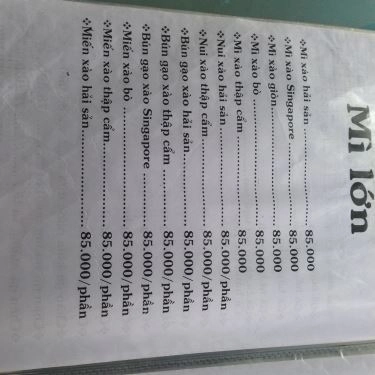 Mì lớn
❖Mì xào hải sản ........................ 85.000
❖Mì xào Singapore ................... 85.000
❖Mì xào giòn............................. 85.000
❖Mì xào bò ................................ 85.000
❖Mì xào thập cẩm...................... 85.000
❖Nui xào hải sản ....................... 85.000/phần
❖Nui xào thập cẩm .................... 85.000/phần
❖Bún gạo xào hải sản................. 85.000/phần
❖Bún gạo xào thập cẩm ............. 85.000/phần
❖Bún gạo xào Singapore ............ 85.000/phần
❖Miến xào bò ............................ 85.000/phần
❖Miến xào thập cẩm................... 85.000/phần
❖Miến xào hải sản...................... 85.000/phần